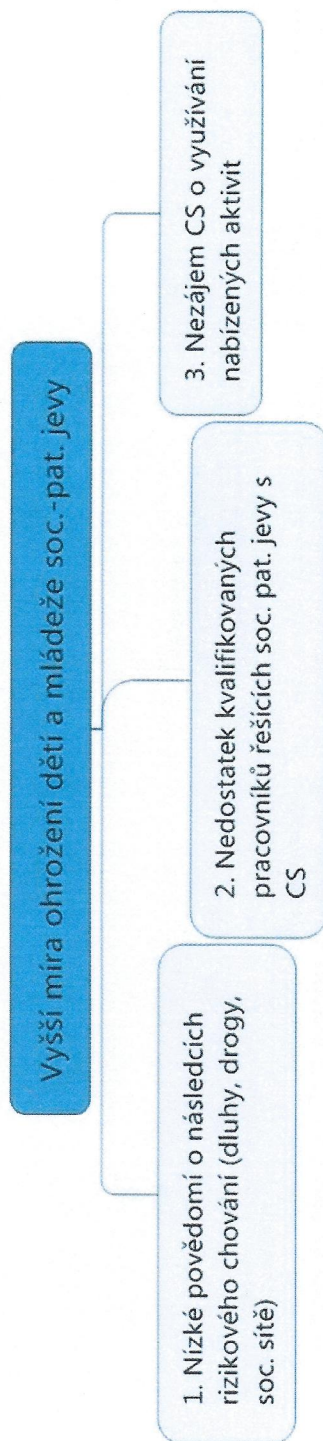 Vyšší míra ohrožení dětí a mládeže soc.-pat. jevy
1. Nízké povědomí o následcích
rizikového chování (dluhy, drogy,
soc. sítě)
2. Nedostatek kvalifikovaných
pracovníků řešících soc. pat. jevy s
CS
3. Nezájem CS o využívání
nabízených aktivit